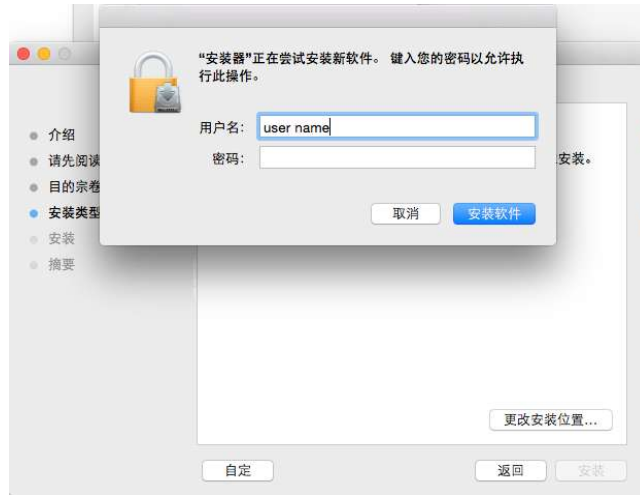 “安装器”正在尝试安装新软件。 键入您的密码以允许执
行此操作。
用户名： user name
密码：
取消
安装软件
介绍
请先阅读
目的宗卷
安装类型
安装
摘要
安装。
更改安装位置...
自定
返回
安装